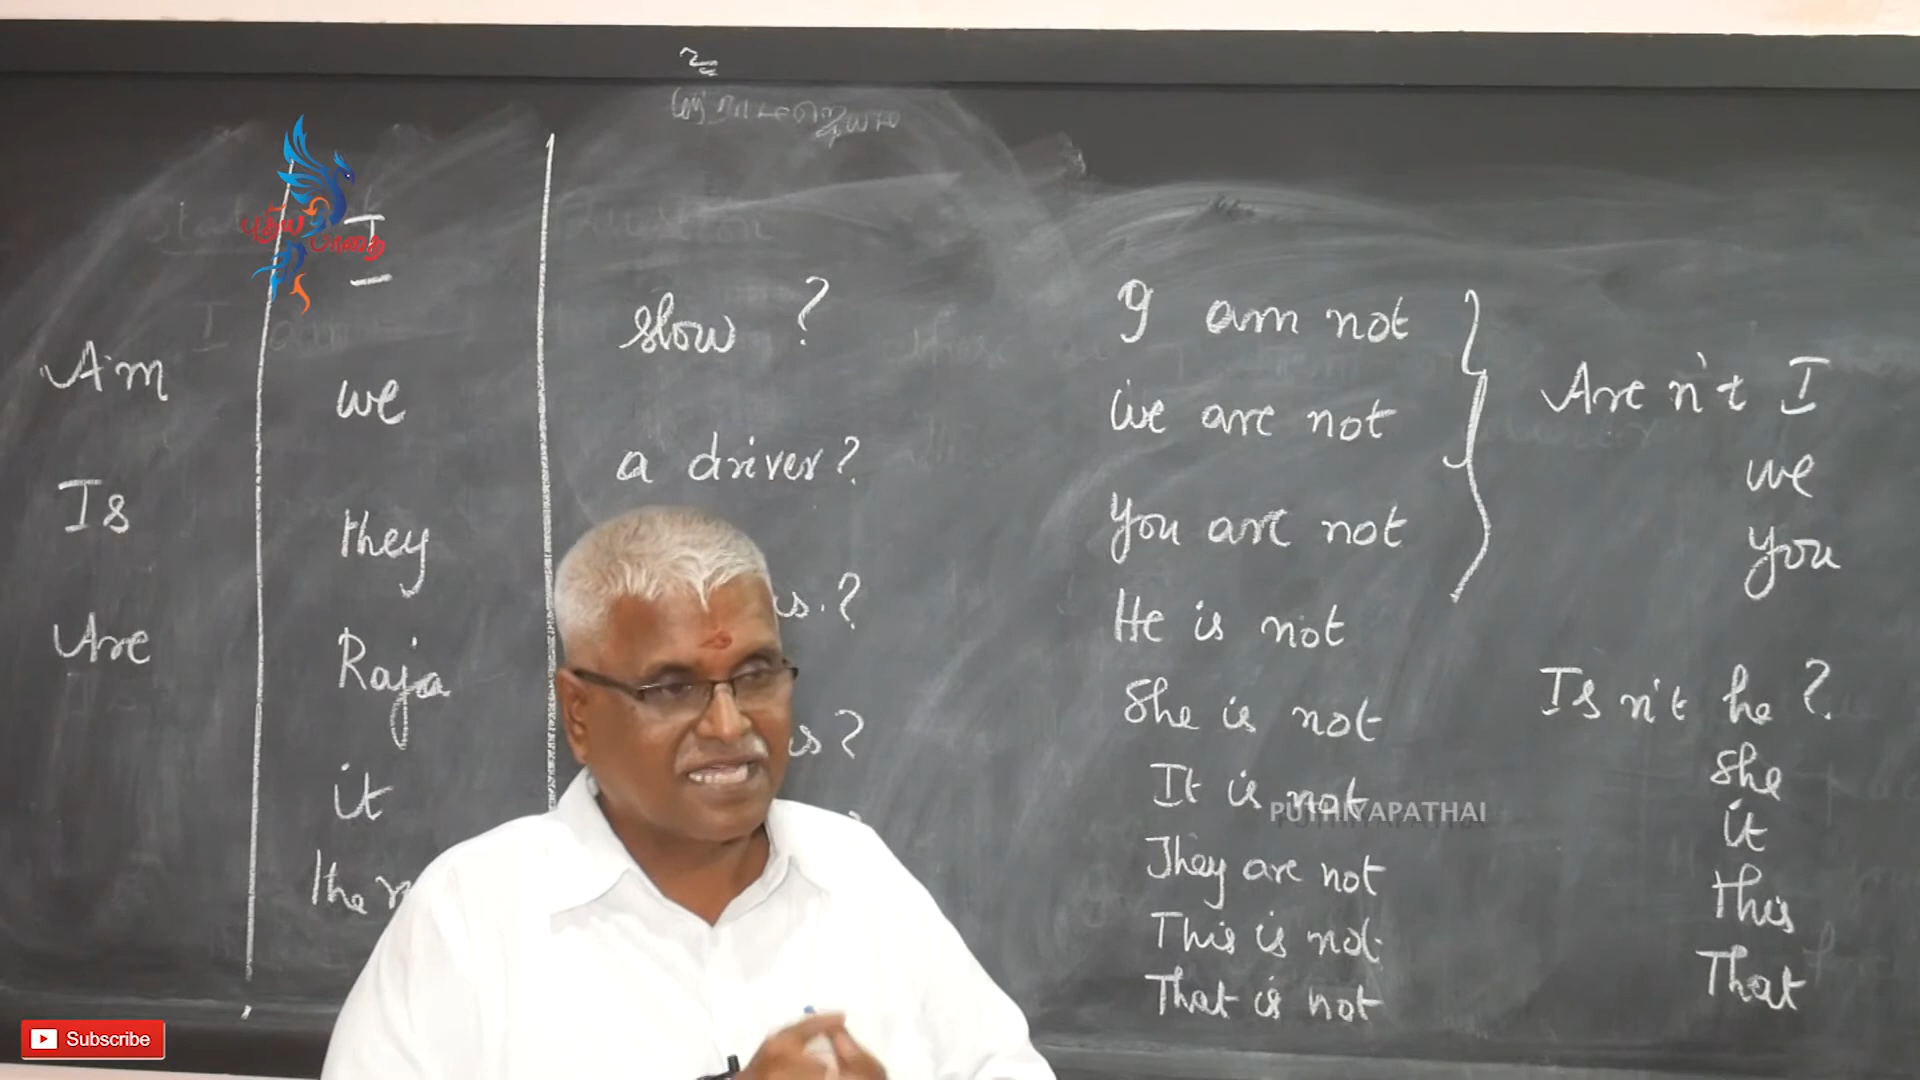 புதிய
பாதை
I
Am
we
Is
they
Are
Raja
it
slow ?
a driver?
I am not
we are not
You are not
He is not
She is not
It is not
They are not
This is not
That is not
Are n't I
we
you
Is n't he ?
she
it
this
That
PUTHIYAPATHAI
Subscribe